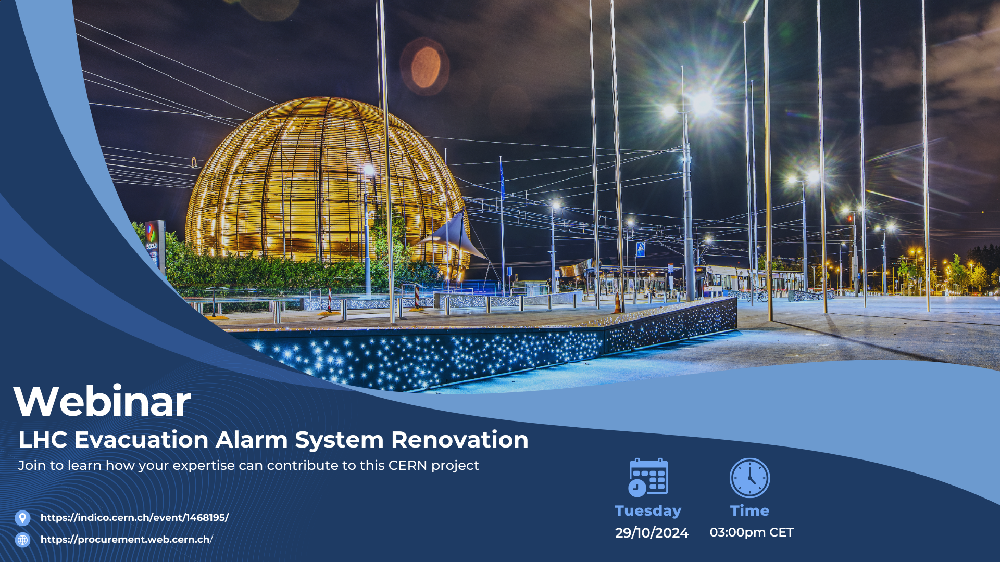 SOCAR
Webinar
LHC Evacuation Alarm System Renovation
Join to learn how your expertise can contribute to this CERN project
https://indico.cern.ch/event/1468195/
https://procurement.web.cern.ch/
Tuesday
29/10/2024
Time
03:00pm CET